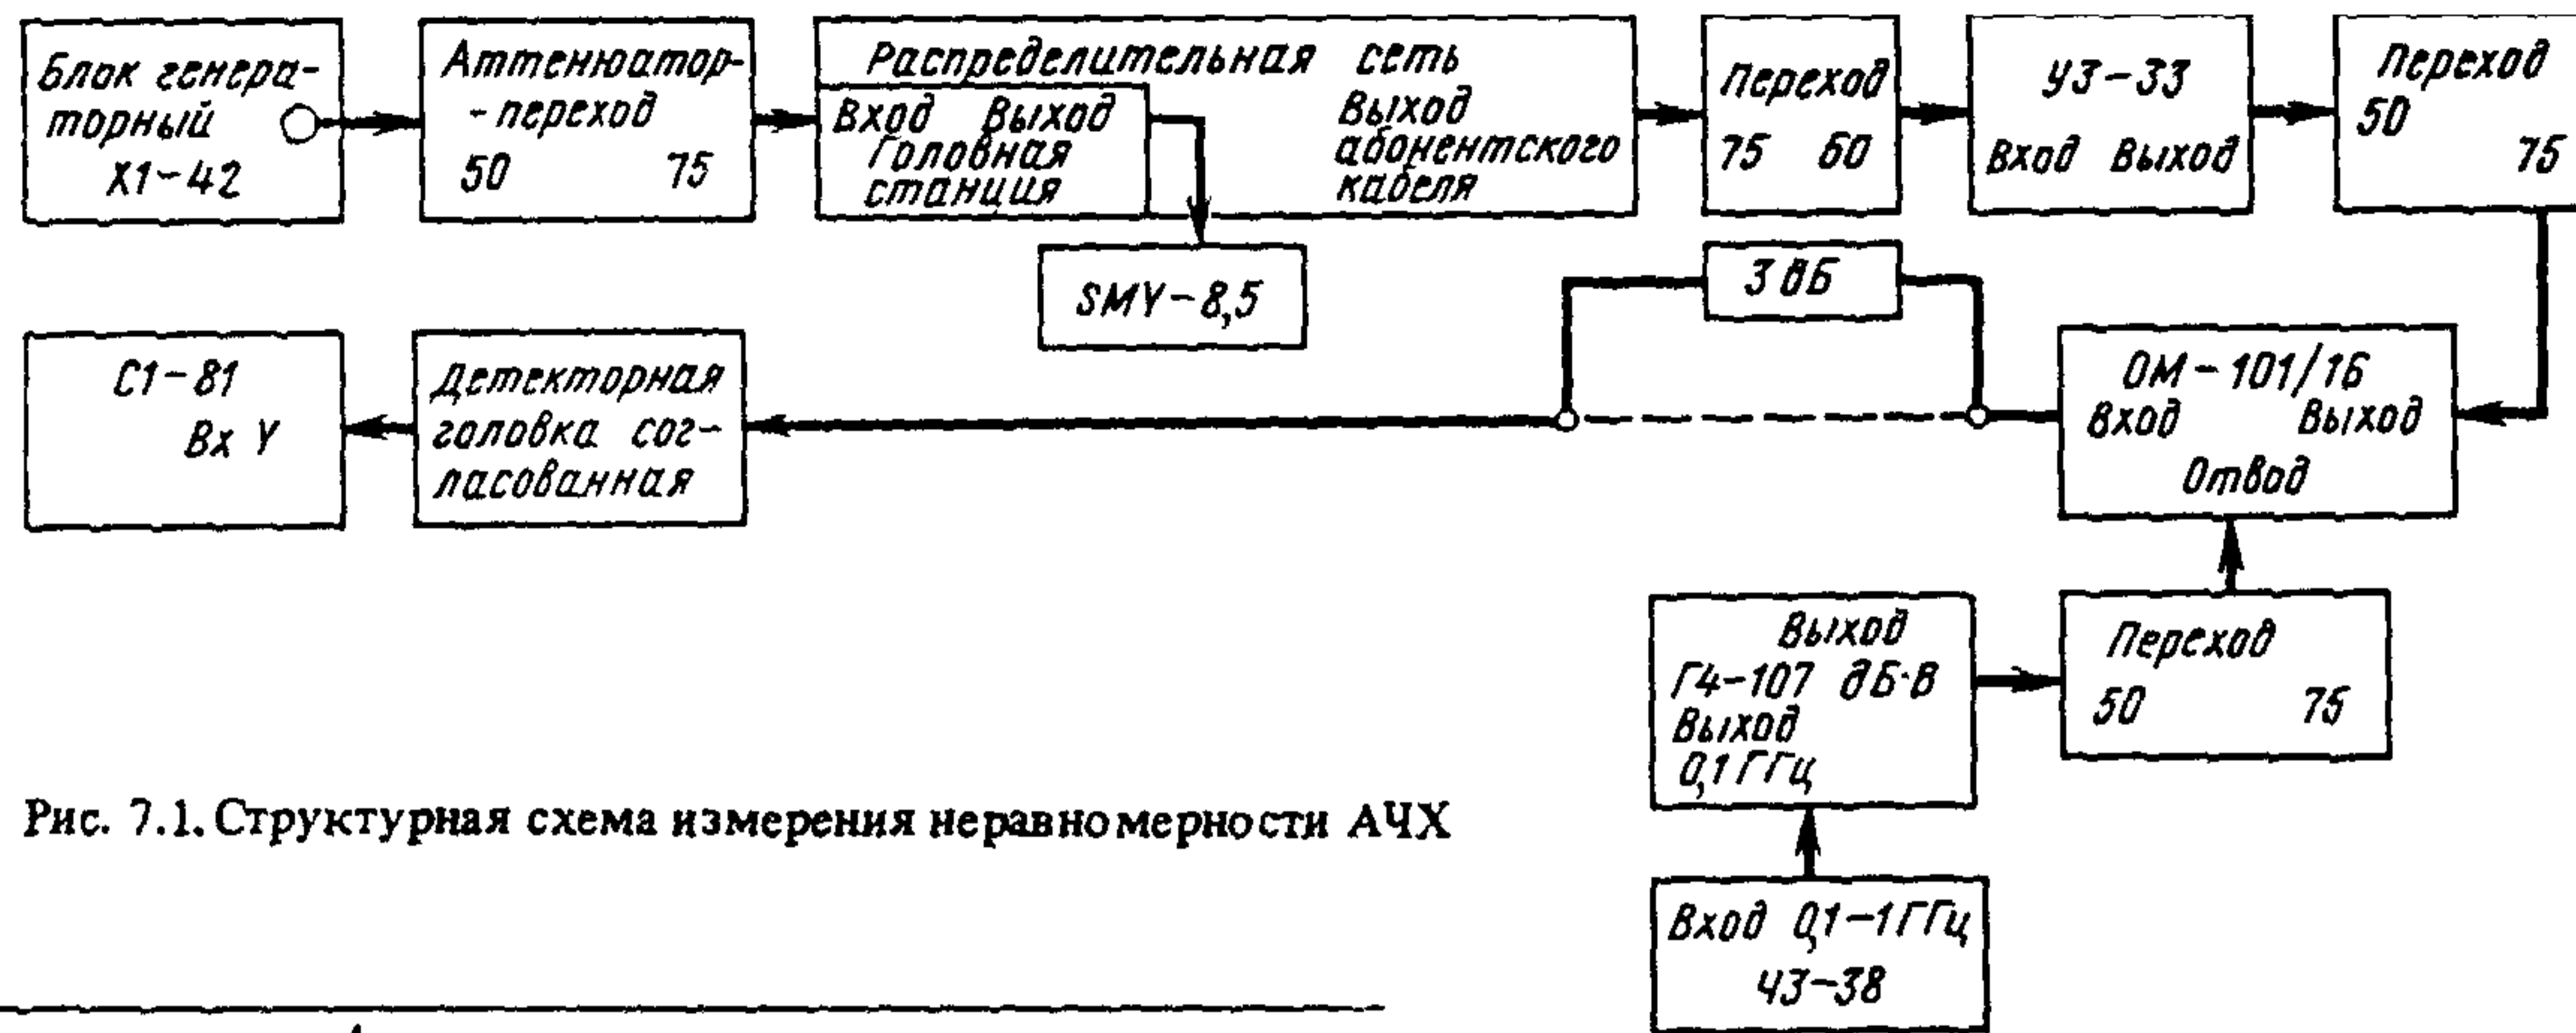 Блок генера-
торный
Х1-42
Аттенюатор-
-переход
50 75
Распределительная сеть
Вход Выход
Головная
станция
Выход
абонентского
кабеля
Переход
75 60
У3-33
Вход Выход
Переход
50
75
SMY-8,5
3 дБ
С1-81
Вх Y
Детекторная
головка сог-
ласованная
ОМ-101/16
Вход Выход
Отвод
Выход
Г4-107 дБ·В
Выход
0,1 ГГц
Переход
50 75
Рис. 7.1. Структурная схема измерения неравномерности АЧХ
Вход 0,1-1 ГГц
Ч3-38